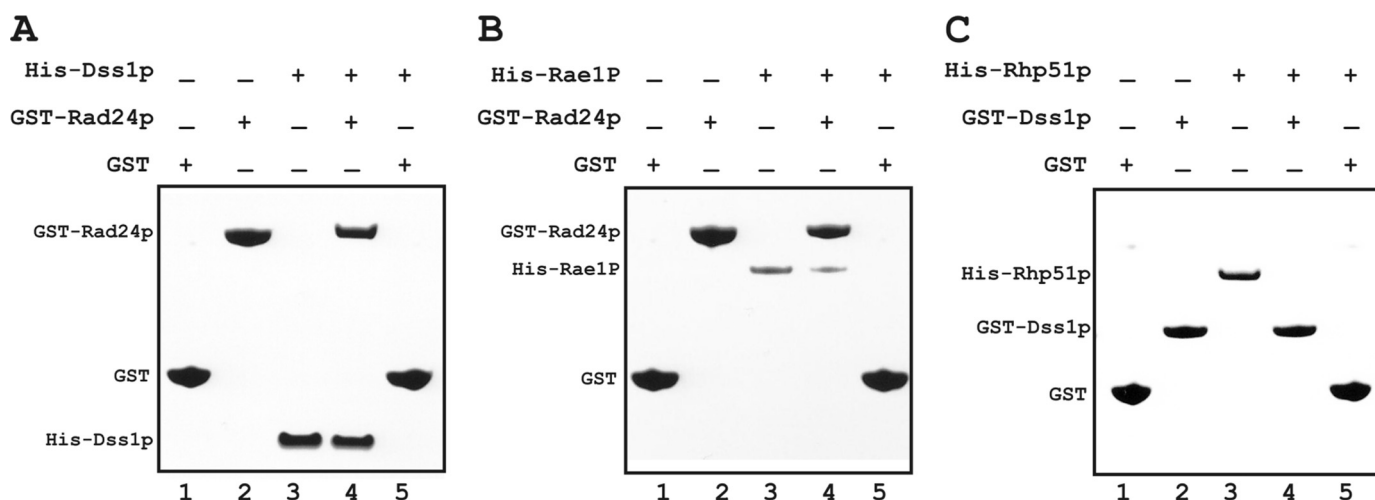 A B C
His-Dss1p – – + + +
GST-Rad24p – + – + –
GST + – – – +
GST-Rad24p
GST
His-Dss1p
1 2 3 4 5
His-Rae1P – – + + +
GST-Rad24p – + – + –
GST + – – – +
GST-Rad24p
His-Rae1P
GST
1 2 3 4 5
His-Rhp51p – – + + +
GST-Dss1p – + – + –
GST + – – – +
His-Rhp51p
GST-Dss1p
GST
1 2 3 4 5